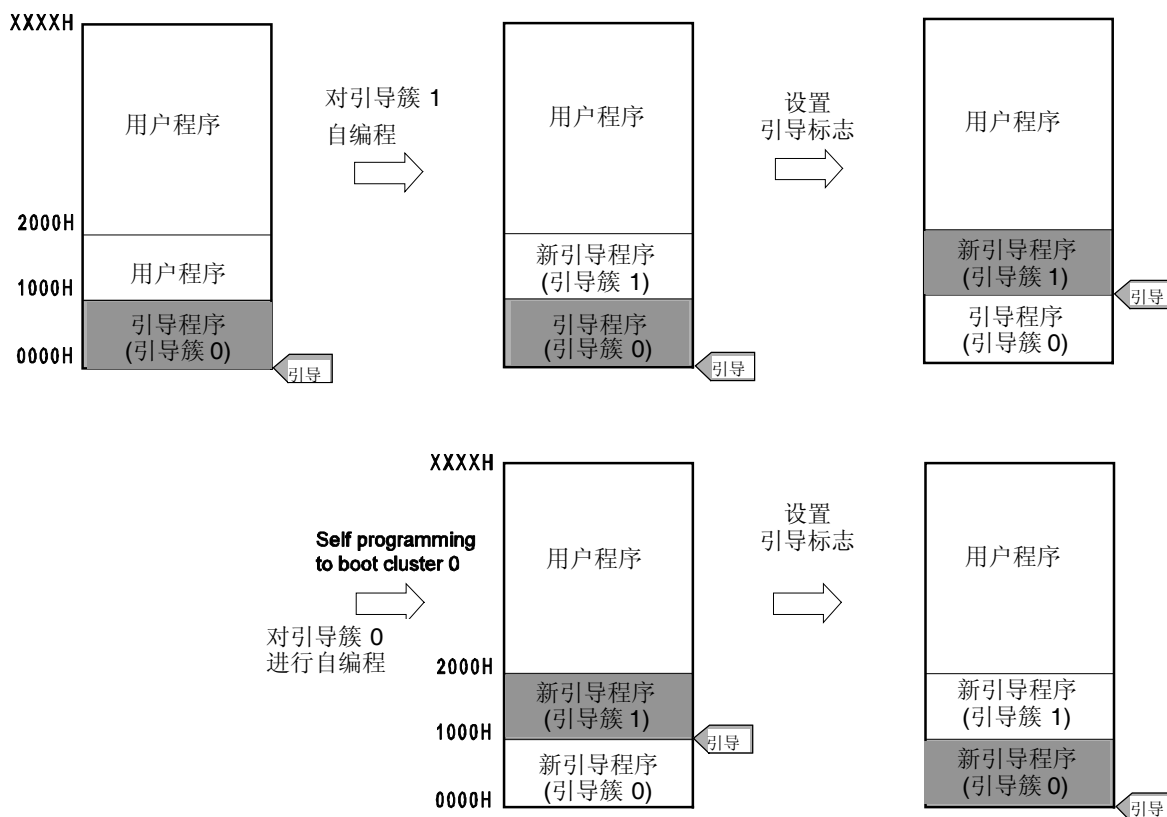 XXXXH
用户程序
2000H
用户程序
1000H
引导程序
(引导簇 0)
0000H
引导
对引导簇 1
自编程
用户程序
新引导程序
(引导簇 1)
引导程序
(引导簇 0)
引导
设置
引导标志
用户程序
新引导程序
(引导簇 1)
引导
引导程序
(引导簇 0)
Self programming
to boot cluster 0
对引导簇 0
进行自编程
XXXXH
用户程序
2000H
新引导程序
(引导簇 1)
1000H
引导
新引导程序
(引导簇 0)
0000H
设置
引导标志
用户程序
新引导程序
(引导簇 1)
新引导程序
(引导簇 0)
引导